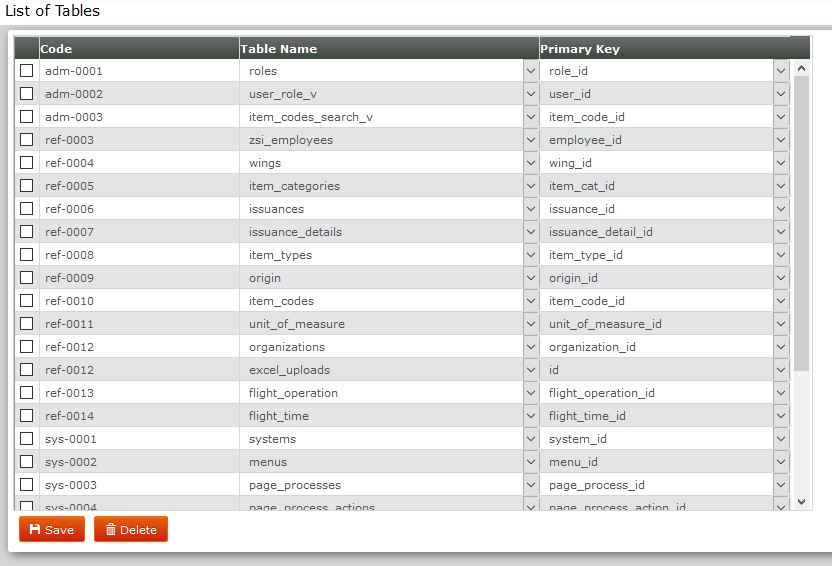 List of Tables
Code Table Name Primary Key
adm-0001 roles role_id
adm-0002 user_role_v user_id
adm-0003 item_codes_search_v item_code_id
ref-0003 zsi_employees employee_id
ref-0004 wings wing_id
ref-0005 item_categories item_cat_id
ref-0006 issuances issuance_id
ref-0007 issuance_details issuance_detail_id
ref-0008 item_types item_type_id
ref-0009 origin origin_id
ref-0010 item_codes item_code_id
ref-0011 unit_of_measure unit_of_measure_id
ref-0012 organizations organization_id
ref-0012 excel_uploads id
ref-0013 flight_operation flight_operation_id
ref-0014 flight_time flight_time_id
sys-0001 systems system_id
sys-0002 menus menu_id
sys-0003 page_processes page_process_id
sys-0004 page_process_actions page_process_action_id
Save Delete